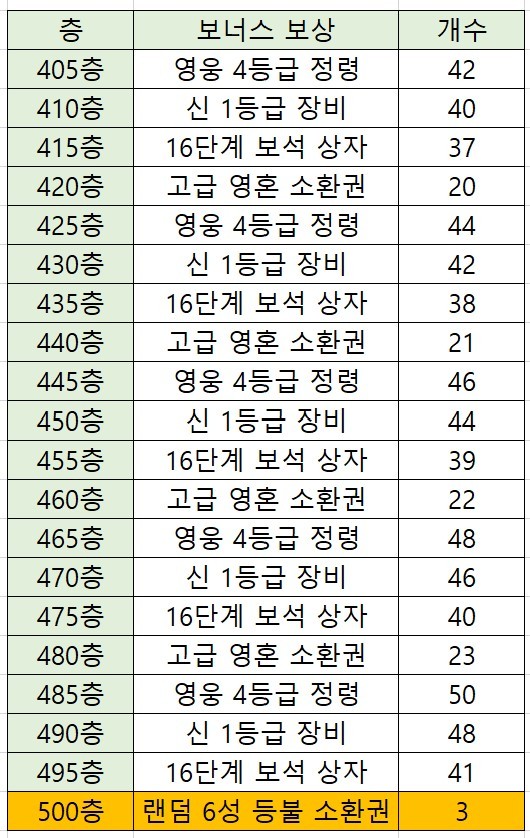 층 보너스 보상 개수
405층 영웅 4등급 정령 42
410층 신 1등급 장비 40
415층 16단계 보석 상자 37
420층 고급 영혼 소환권 20
425층 영웅 4등급 정령 44
430층 신 1등급 장비 42
435층 16단계 보석 상자 38
440층 고급 영혼 소환권 21
445층 영웅 4등급 정령 46
450층 신 1등급 장비 44
455층 16단계 보석 상자 39
460층 고급 영혼 소환권 22
465층 영웅 4등급 정령 48
470층 신 1등급 장비 46
475층 16단계 보석 상자 40
480층 고급 영혼 소환권 23
485층 영웅 4등급 정령 50
490층 신 1등급 장비 48
495층 16단계 보석 상자 41
500층 랜덤 6성 등불 소환권 3